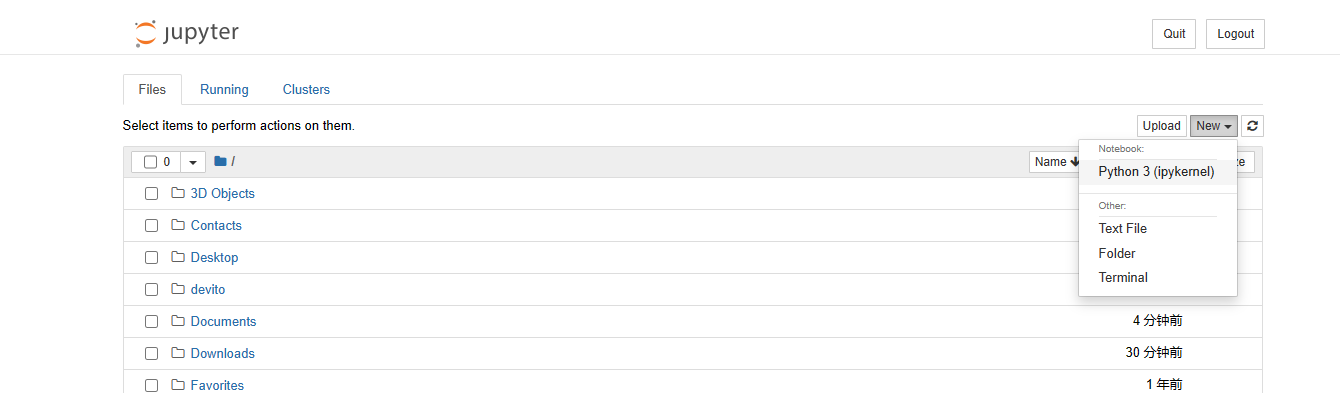 jupyter
Quit Logout
Files Running Clusters
Select items to perform actions on them.
Upload New
Notebook:
0 / Name
Python 3 (ipykernel)
3D Objects
Other:
Contacts
Text File
Folder
Desktop
Terminal
devito
Documents 4 分钟前
Downloads 30 分钟前
Favorites 1 年前